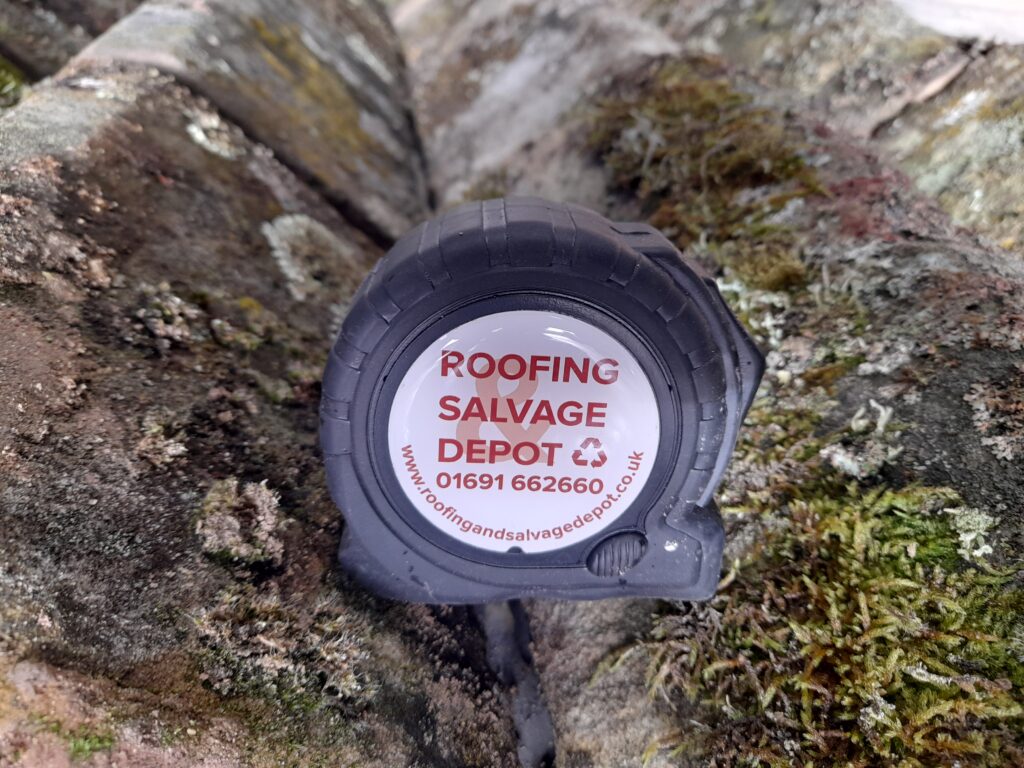 ROOFING
&
SALVAGE
DEPOT
01691 662660
www.roofingandsalvagedepot.co.uk